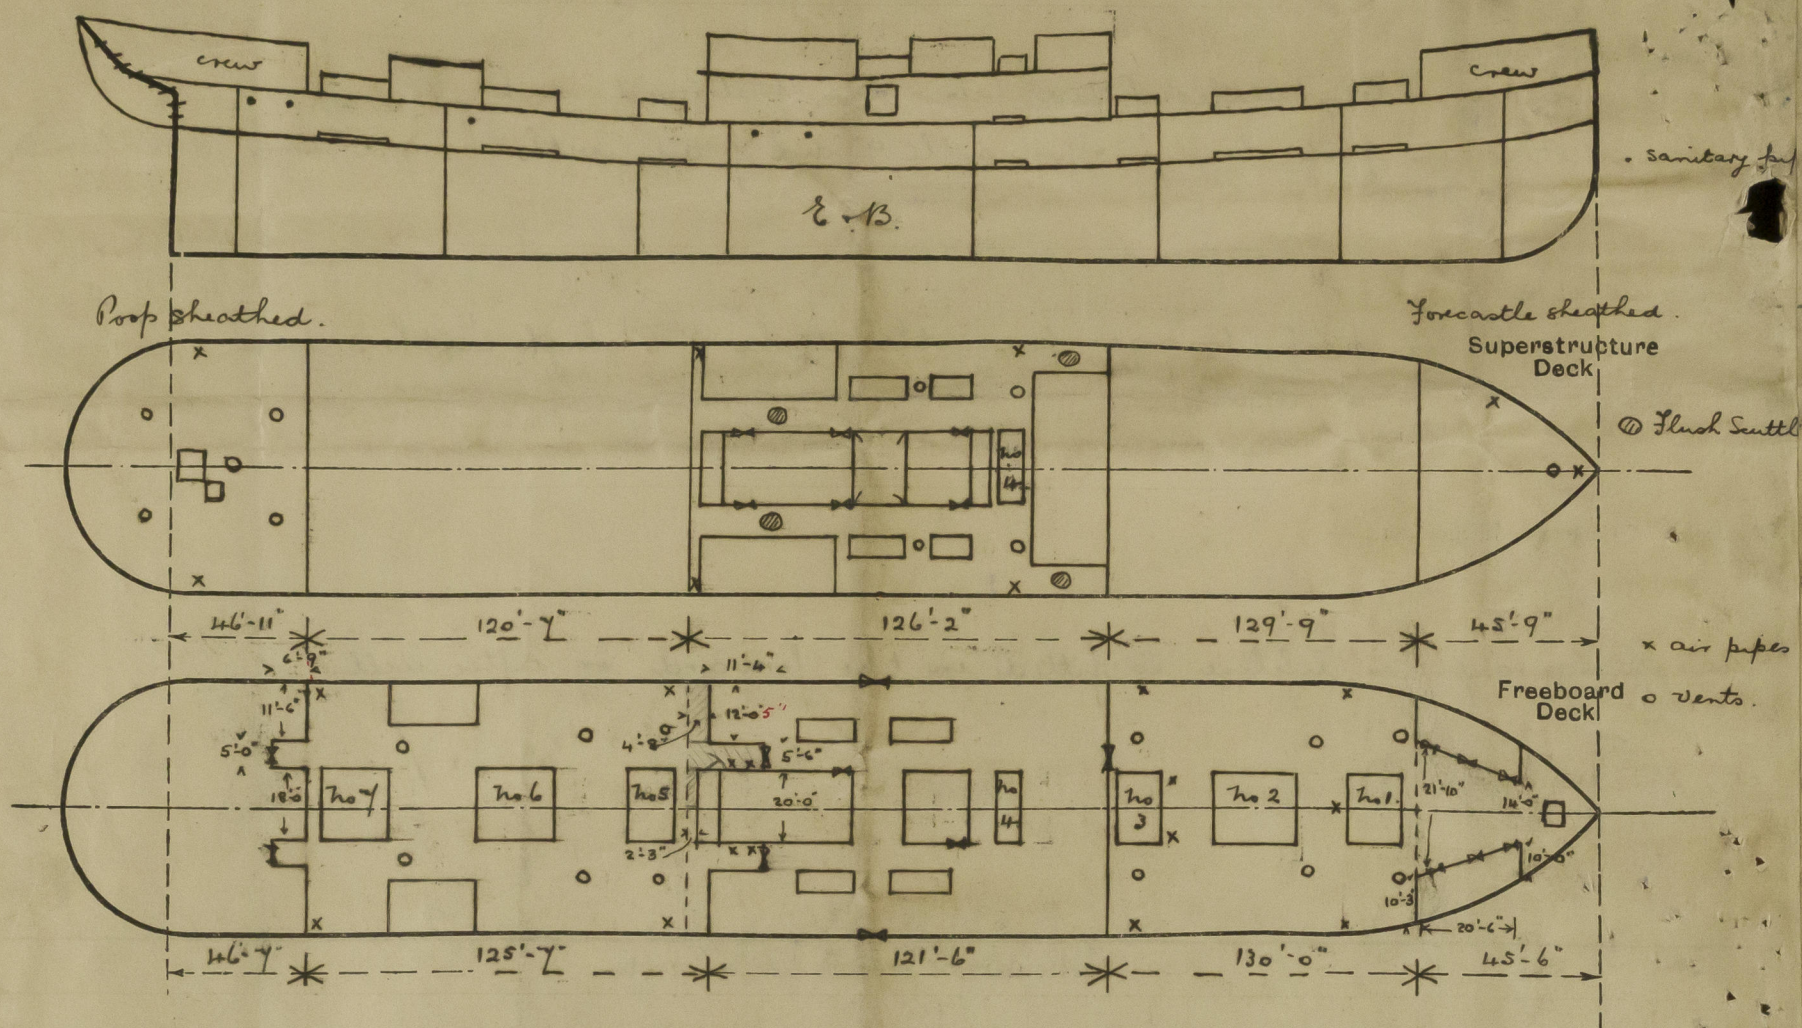 crew
crew
E & B.
. sanitary
Poop sheathed.
Forecastle sheathed.
Superstructure
Deck
Flush Scuttl
no
4
46'-11" 120'-7" 126'-2" 129'-9" 45'-9"
x air pipes
6'-9" 11'-4"
Freeboard
Deck
o vents.
11'-6" 12'-0" 5"
5'-0" 4'-8" 5'-6"
18'-0" no 7 no 6 no 5 20'-0" no 4 no 3 no 2 no 1. 21'-10" 14'-0"
2'-3" 10'-0"
10'-3"
20'-6"
46'-7" 125'-7" 121'-6" 130'-0" 45'-6"